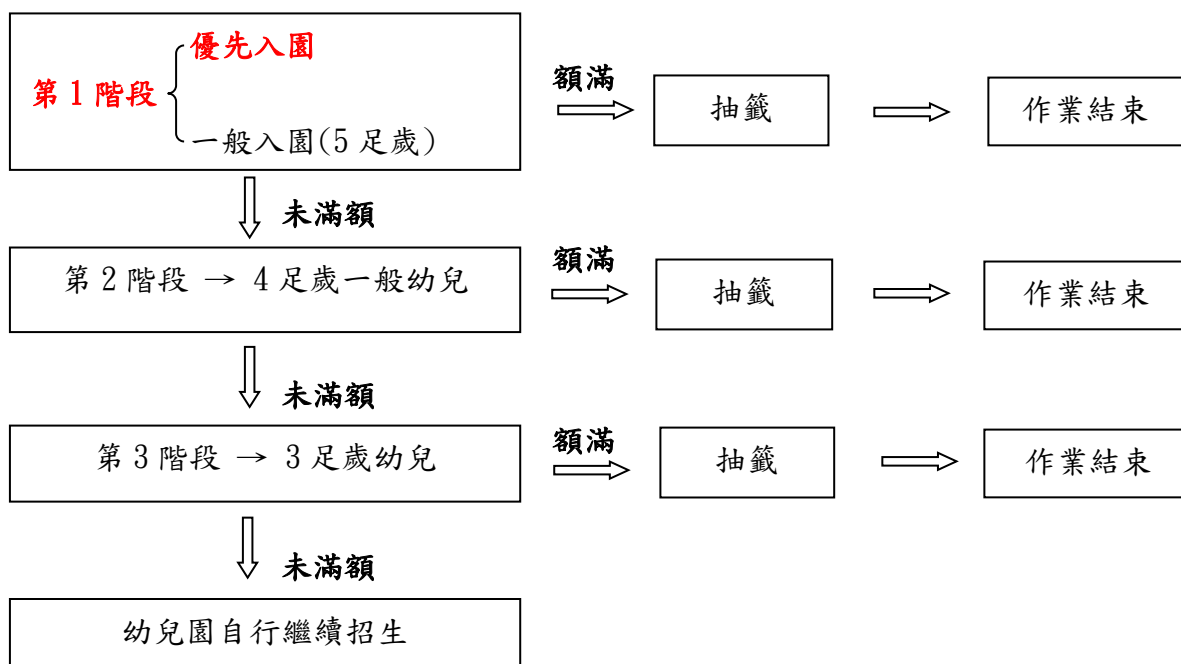 優先入園
第1階段
一般入園(5足歲)
額滿
抽籤
作業結束
未滿額
第2階段 → 4足歲一般幼兒
額滿
抽籤
作業結束
未滿額
第3階段 → 3足歲幼兒
額滿
抽籤
作業結束
未滿額
幼兒園自行繼續招生